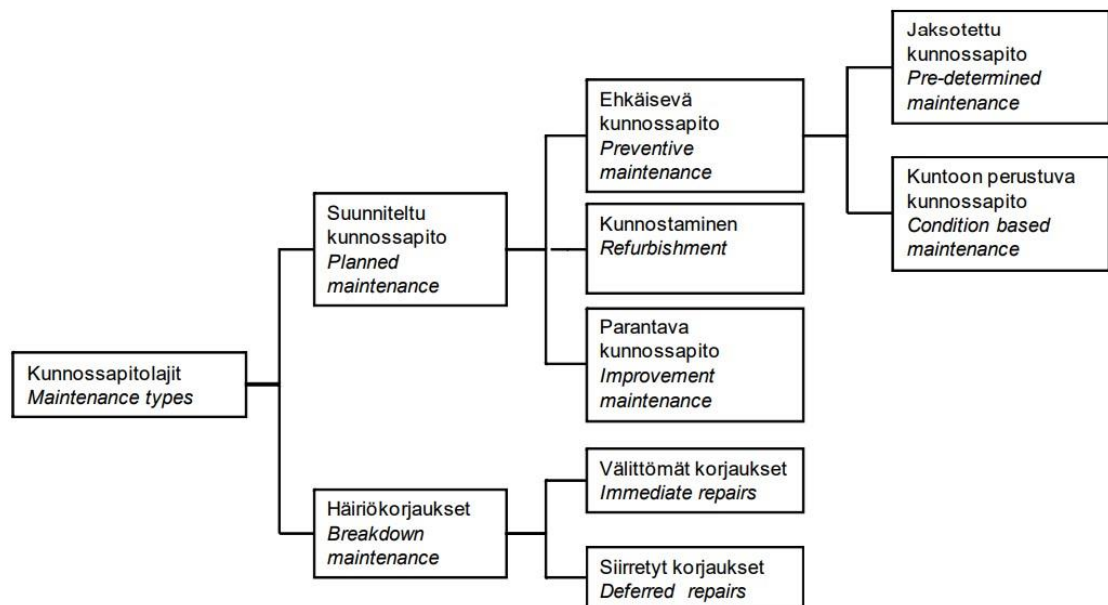 Kunnossapitolajit
Maintenance types
Suunniteltu
kunnossapito
Planned
maintenance
Ehkäisevä
kunnossapito
Preventive
maintenance
Jaksotettu
kunnossapito
Pre-determined
maintenance
Kuntoon perustuva
kunnossapito
Condition based
maintenance
Kunnostaminen
Refurbishment
Parantava
kunnossapito
Improvement
maintenance
Häiriökorjaukset
Breakdown
maintenance
Välittömät korjaukset
Immediate repairs
Siirretyt korjaukset
Deferred repairs